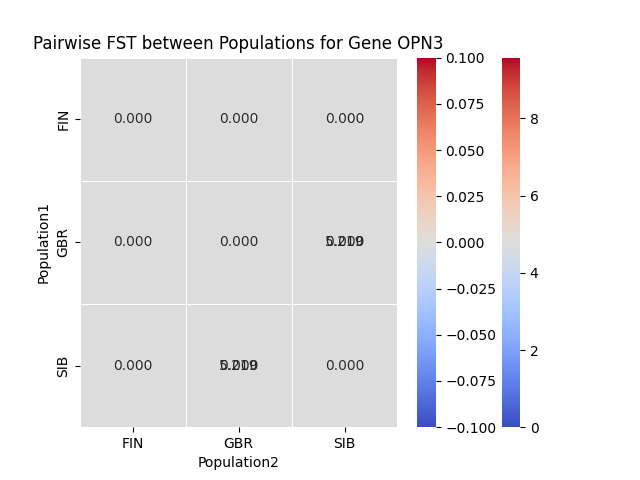 Pairwise FST between Populations for Gene OPN3
FIN
0.000 0.000 0.000
GBR
0.000 0.000
SIB
0.000 0.000
FIN GBR SIB
Population1
Population2
0.100
0.075
0.050
0.025
0.000
−0.025
−0.050
−0.075
−0.100
8
6
4
2
0